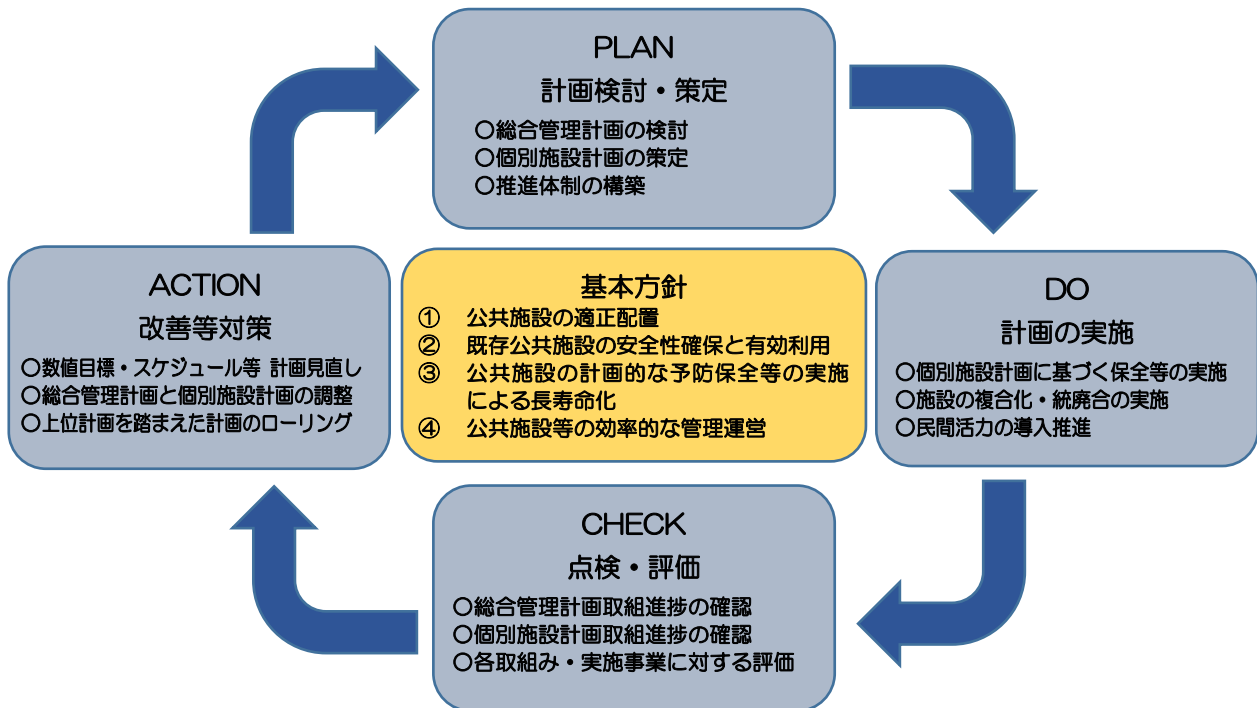 PLAN
計画検討・策定
〇総合管理計画の検討
〇個別施設計画の策定
〇推進体制の構築
ACTION
改善等対策
〇数値目標・スケジュール等 計画見直し
〇総合管理計画と個別施設計画の調整
〇上位計画を踏まえた計画のローリング
基本方針
① 公共施設の適正配置
② 既存公共施設の安全性確保と有効利用
③ 公共施設の計画的な予防保全等の実施
による長寿命化
④ 公共施設等の効率的な管理運営
DO
計画の実施
〇個別施設計画に基づく保全等の実施
〇施設の複合化・統廃合の実施
〇民間活力の導入推進
CHECK
点検・評価
〇総合管理計画取組進捗の確認
〇個別施設計画取組進捗の確認
〇各取組み・実施事業に対する評価